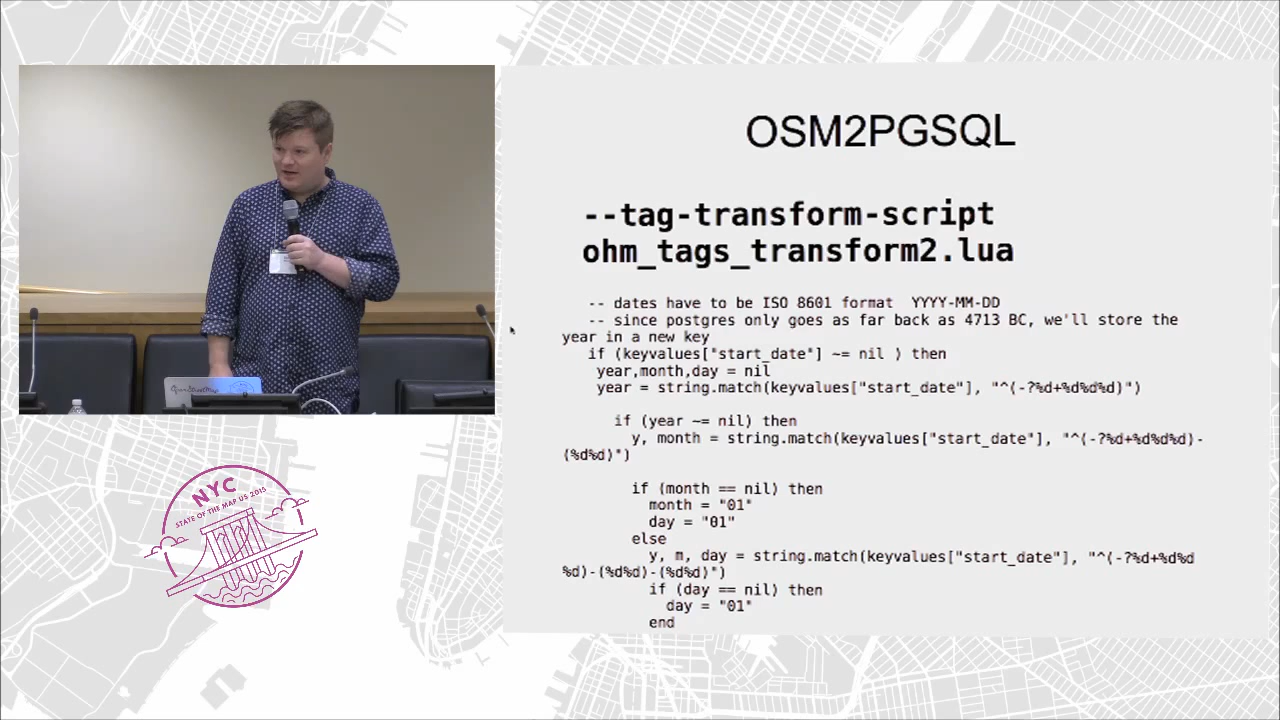 OSM2PGSQL
--tag-transform-script
ohm_tags_transform2.lua
-- dates have to be ISO 8601 format  YYYY-MM-DD
-- since postgres only goes as far back as 4713 BC, we'll store the
year in a new key
if (keyvalues["start_date"] ~= nil ) then
year,month,day = nil
year = string.match(keyvalues["start_date"], "^(-?%d+%d%d%d)")
if (year ~= nil) then
y, month = string.match(keyvalues["start_date"], "^(-?%d+%d%d%d)-
(%d%d)")
if (month == nil) then
month = "01"
day = "01"
else
y, m, day = string.match(keyvalues["start_date"], "^(-?%d+%d%d
%d)-(%d%d)-(%d%d)")
if (day == nil) then
day = "01"
end
OpenStreetMap
NYC
STATE OF THE MAP US 2015